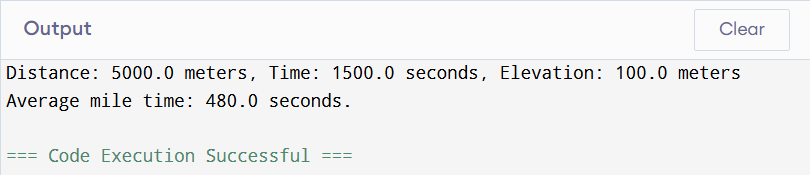 Output
Clear
Distance: 5000.0 meters, Time: 1500.0 seconds, Elevation: 100.0 meters
Average mile time: 480.0 seconds.
=== Code Execution Successful ===